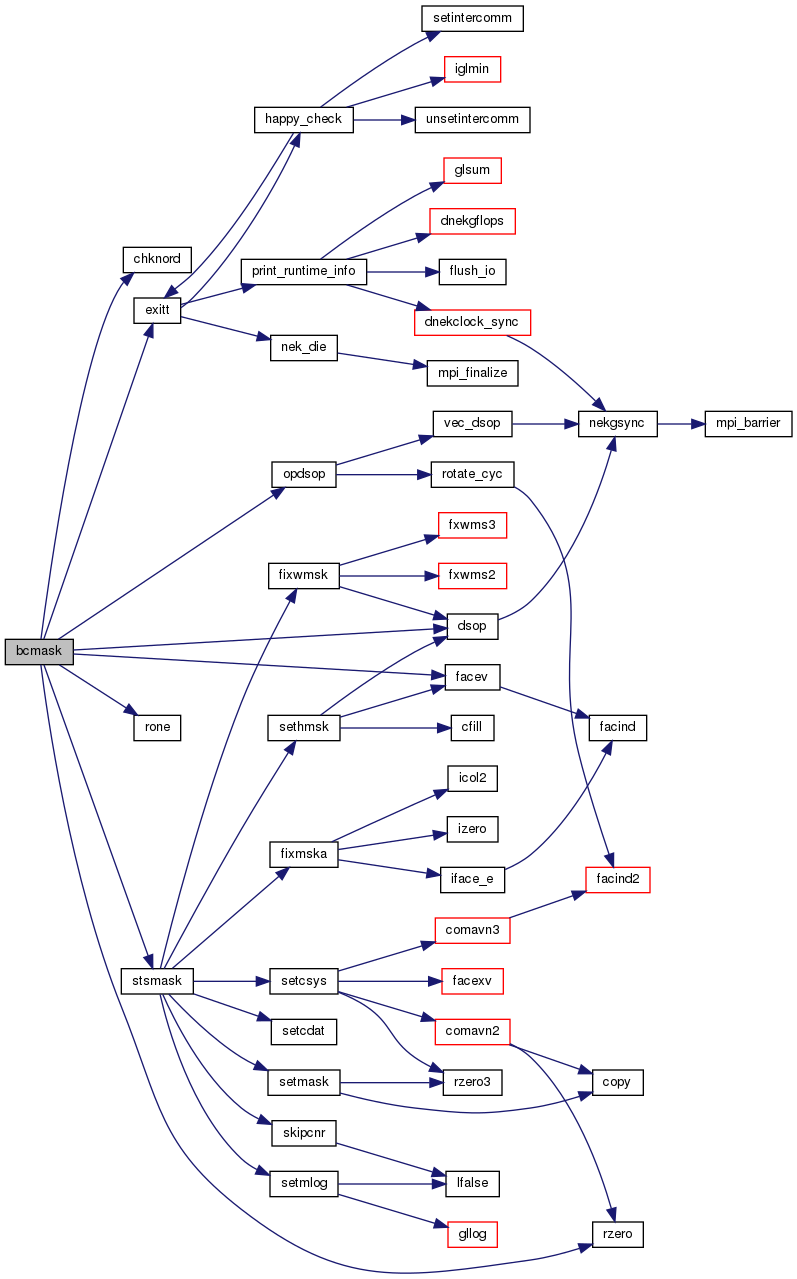 setintercomm
iglmin
happy_check
unsetintercomm
glsum
dnekgflops
chknord
print_runtime_info
flush_io
exitt
dnekclock_sync
nek_die
mpi_finalize
vec_dsop
nekgsync
mpi_barrier
opdsop
rotate_cyc
fxwms3
fixwmsk
fxwms2
dsop
bcmask
facev
rone
sethmsk
cfill
facind
icol2
izero
fixmska
iface_e
facind2
comavn3
stsmask
setcsys
facexv
setcdat
comavn2
setmask
rzero3
copy
skipcnr
setmlog
lfalse
gllog
rzero